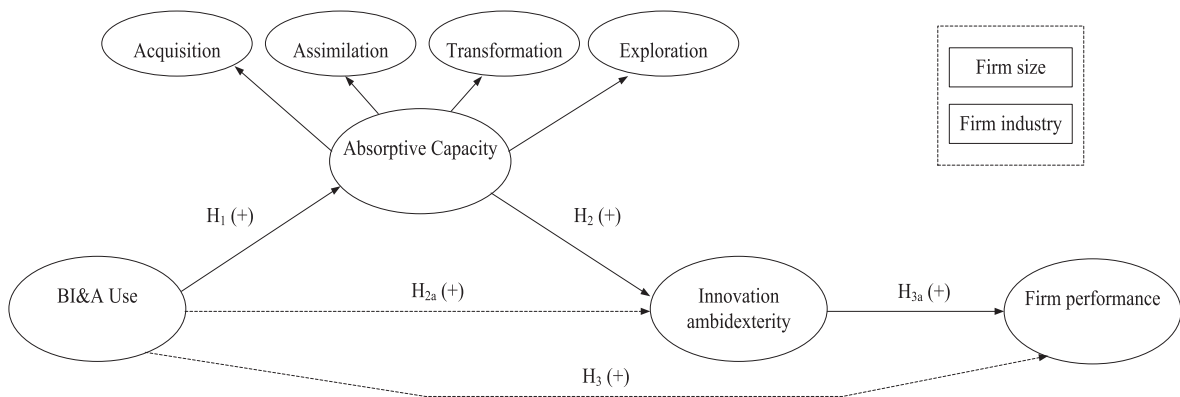 Acquisition
Assimilation
Transformation
Exploration
Firm size
Firm industry
Absorptive Capacity
H1 (+)
H2 (+)
BI&A Use
H2a (+)
Innovation
ambidexterity
H3a (+)
Firm performance
H3 (+)